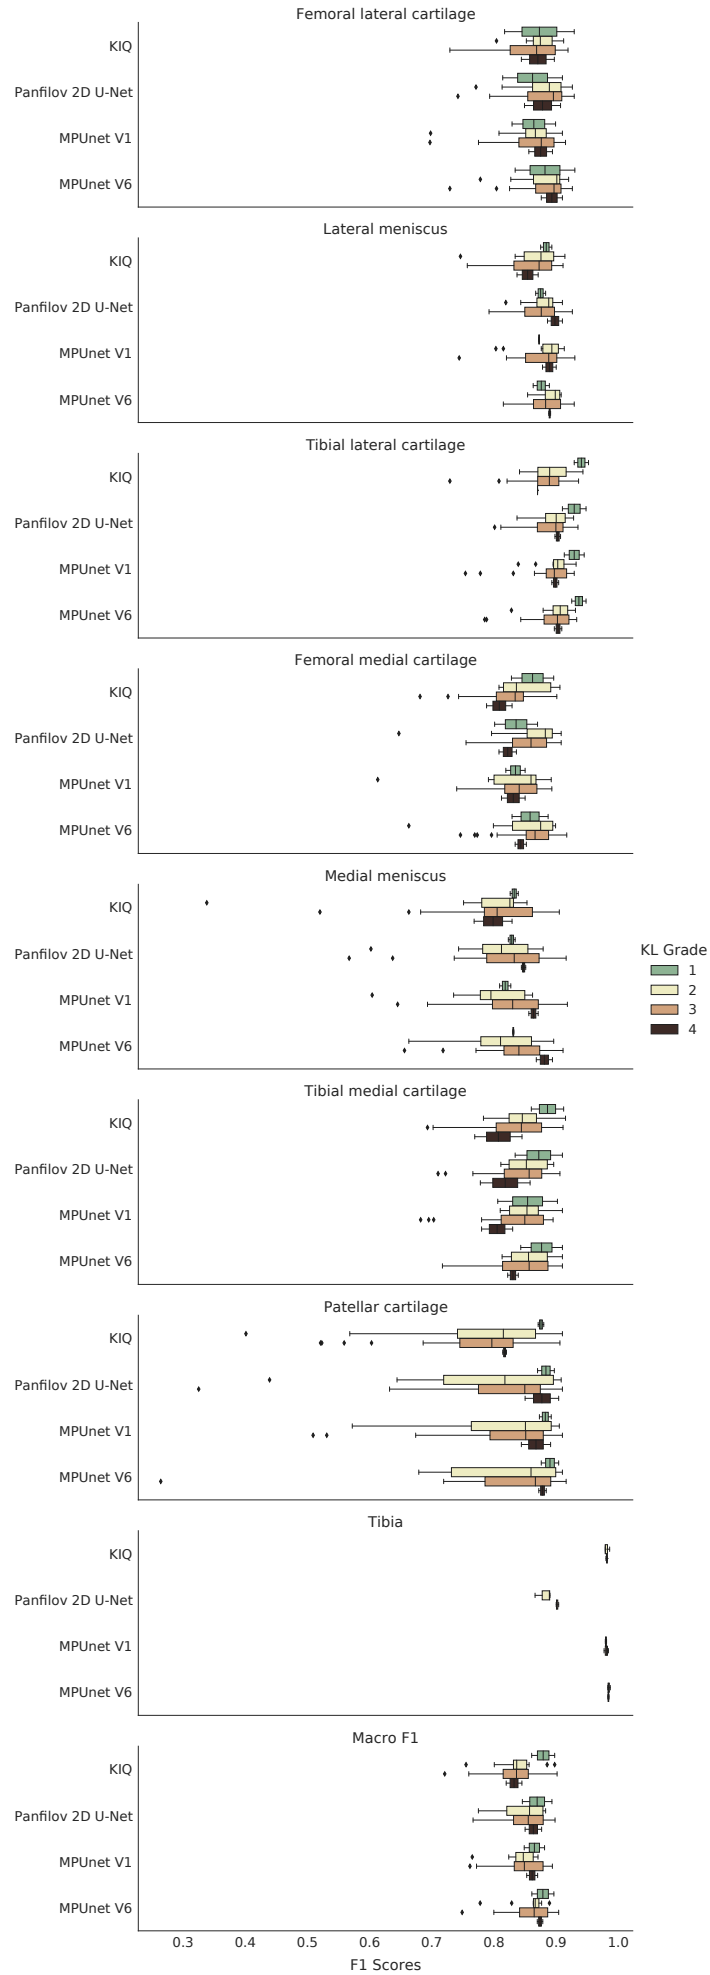 Femoral lateral cartilage
KIQ
Panfilov 2D U-Net
MPUnet V1
MPUnet V6
Lateral meniscus
KIQ
Panfilov 2D U-Net
MPUnet V1
MPUnet V6
Tibial lateral cartilage
KIQ
Panfilov 2D U-Net
MPUnet V1
MPUnet V6
Femoral medial cartilage
KIQ
Panfilov 2D U-Net
MPUnet V1
MPUnet V6
Medial meniscus
KIQ
Panfilov 2D U-Net
MPUnet V1
MPUnet V6
KL Grade
1
2
3
4
Tibial medial cartilage
KIQ
Panfilov 2D U-Net
MPUnet V1
MPUnet V6
Patellar cartilage
KIQ
Panfilov 2D U-Net
MPUnet V1
MPUnet V6
Tibia
KIQ
Panfilov 2D U-Net
MPUnet V1
MPUnet V6
Macro F1
KIQ
Panfilov 2D U-Net
MPUnet V1
MPUnet V6
0.3 0.4 0.5 0.6 0.7 0.8 0.9 1.0
F1 Scores